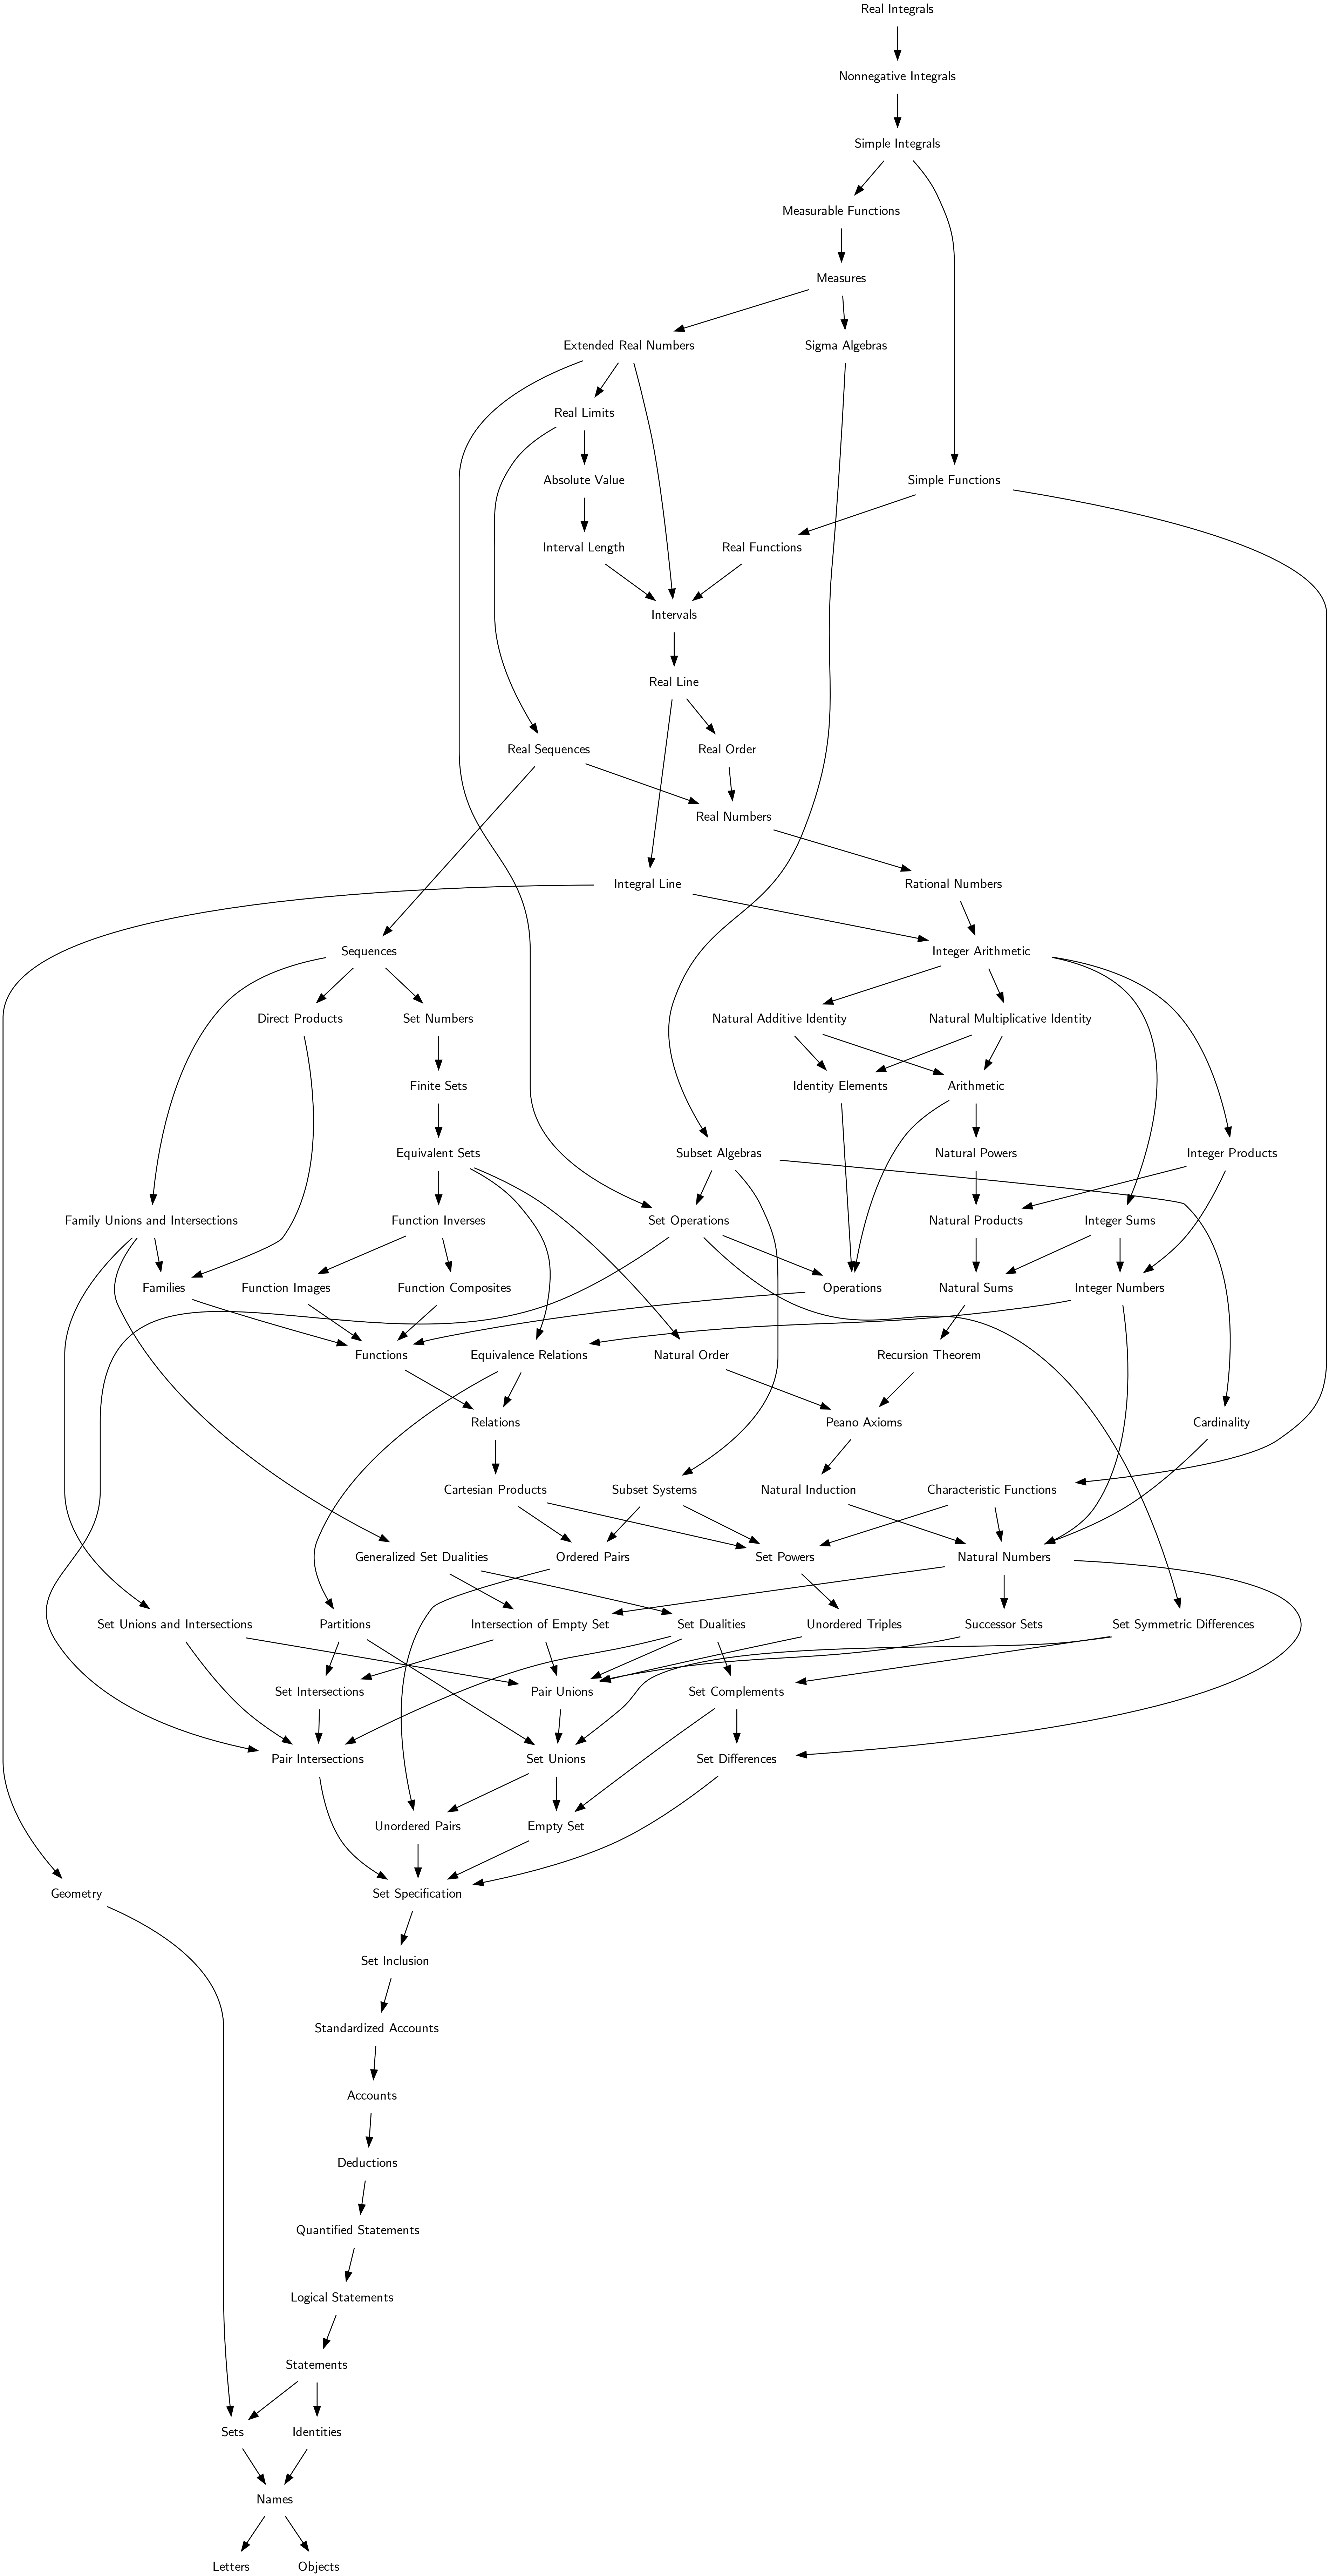 Real Integrals
Nonnegative Integrals
Simple Integrals
Measurable Functions
Measures
Extended Real Numbers
Sigma Algebras
Real Limits
Absolute Value
Simple Functions
Interval Length
Real Functions
Intervals
Real Line
Real Sequences
Real Order
Real Numbers
Integral Line
Rational Numbers
Sequences
Integer Arithmetic
Direct Products
Set Numbers
Natural Additive Identity
Natural Multiplicative Identity
Finite Sets
Identity Elements
Arithmetic
Equivalent Sets
Subset Algebras
Natural Powers
Integer Products
Family Unions and Intersections
Function Inverses
Set Operations
Natural Products
Integer Sums
Families
Function Images
Function Composites
Operations
Natural Sums
Integer Numbers
Functions
Equivalence Relations
Natural Order
Recursion Theorem
Relations
Peano Axioms
Cardinality
Cartesian Products
Subset Systems
Natural Induction
Characteristic Functions
Generalized Set Dualities
Ordered Pairs
Set Powers
Natural Numbers
Set Unions and Intersections
Partitions
Intersection of Empty Set
Set Dualities
Unordered Triples
Successor Sets
Set Symmetric Differences
Set Intersections
Pair Unions
Set Complements
Pair Intersections
Set Unions
Set Differences
Unordered Pairs
Empty Set
Geometry
Set Specification
Set Inclusion
Standardized Accounts
Accounts
Deductions
Quantified Statements
Logical Statements
Statements
Sets
Identities
Names
Letters
Objects